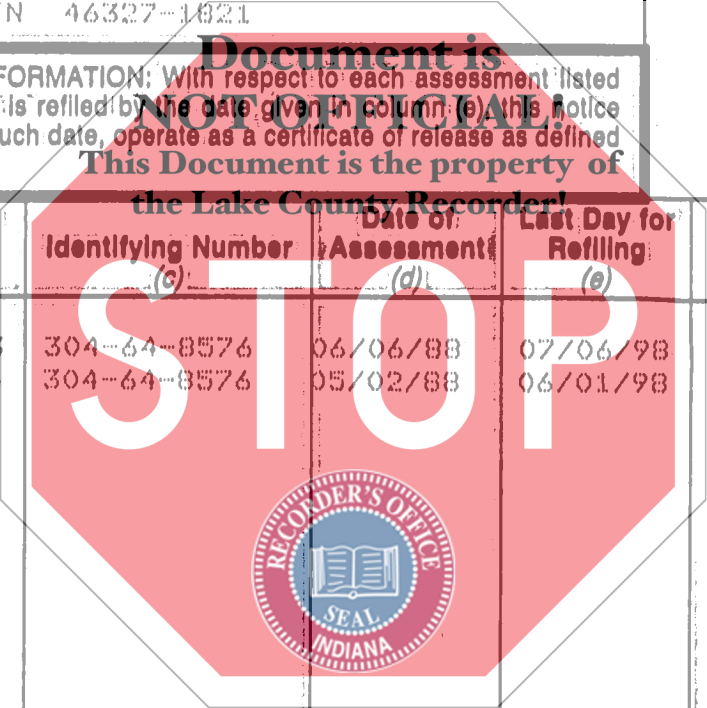 N 46327-1821
Document is
FORMATION: With respect to each assessment listed
is refiled by the date given in column (e), this notice
NOT OFFICIAL!
uch date, operate as a certificate of release as defined
This Document is the property of
the Lake County Recorder!
Identifying Number
(c)
Date of
Assessment
(d)
Last Day for
Refiling
(e)
304-64-8576 06/06/88 07/06/98
304-64-8576 05/02/88 06/01/98
STOP
RECORDER'S OFFICE
SEAL
INDIANA